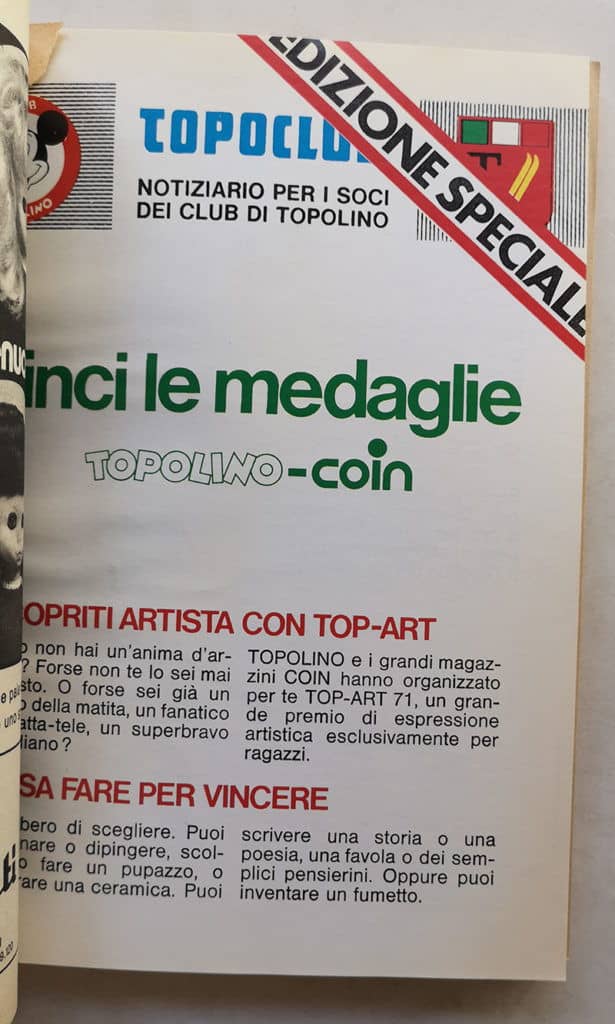 EDIZIONE SPECIALE
TOPOCLU
NOTIZIARIO PER I SOCI
DEI CLUB DI TOPOLINO
inci le medaglie
TOPOLINO-coin
OPRITI ARTISTA CON TOP-ART
o non hai un'anima d'ar-
? Forse non te lo sei mai
sto. O forse sei già un
o della matita, un fanatico
atta-tele, un superbravo
iano?
TOPOLINO e i grandi magaz-
zini COIN hanno organizzato
per te TOP-ART 71, un gran-
de premio di espressione
artistica esclusivamente per
ragazzi.
SA FARE PER VINCERE
bero di scegliere. Puoi
nare o dipingere, scol-
o fare un pupazzo, o
rare una ceramica. Puoi
scrivere una storia o una
poesia, una favola o dei sem-
plici pensierini. Oppure puoi
inventare un fumetto.